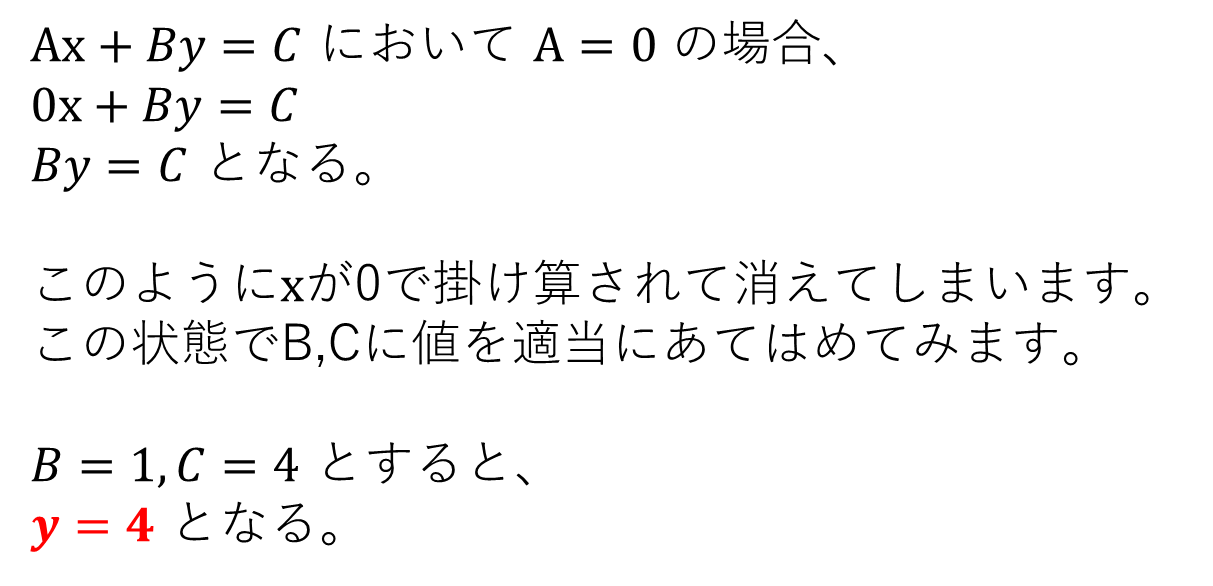 Ax + By = C において A = 0 の場合、
0x + By = C
By = C となる。
このようにxが0で掛け算されて消えてしまいます。
この状態でB,Cに値を適当にあてはめてみます。
B = 1, C = 4 とすると、
y = 4 となる。